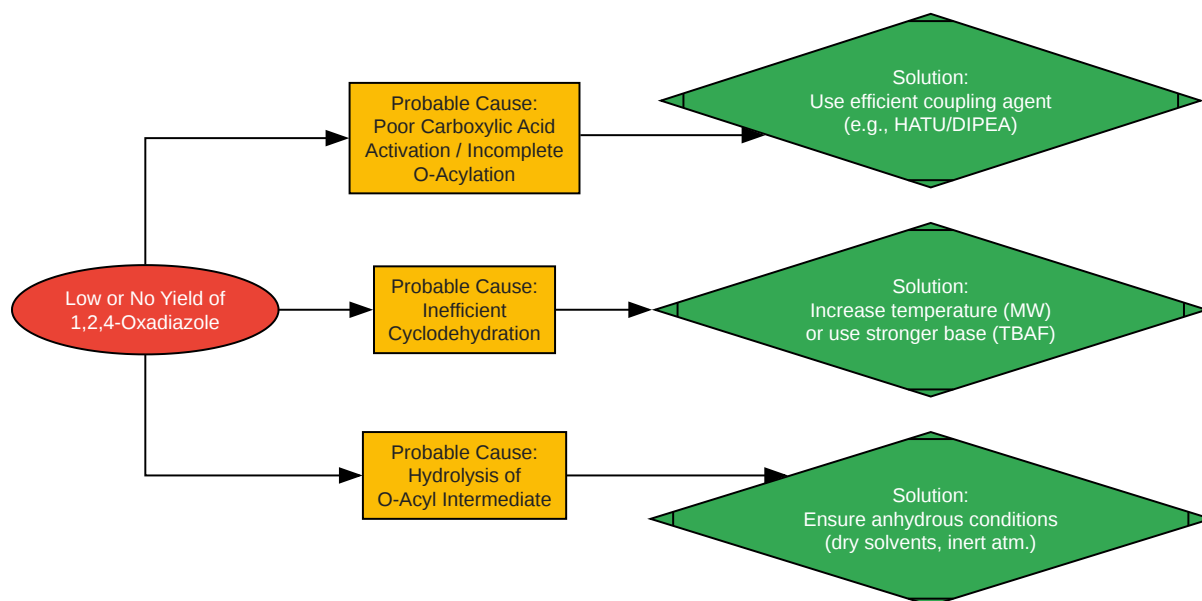 Low or No Yield of
1,2,4-Oxadiazole
Probable Cause:
Poor Carboxylic Acid
Activation / Incomplete
O-Acylation
Solution:
Use efficient coupling agent
(e.g., HATU/DIPEA)
Probable Cause:
Inefficient
Cyclodehydration
Solution:
Increase temperature (MW)
or use stronger base (TBAF)
Probable Cause:
Hydrolysis of
O-Acyl Intermediate
Solution:
Ensure anhydrous conditions
(dry solvents, inert atm.)